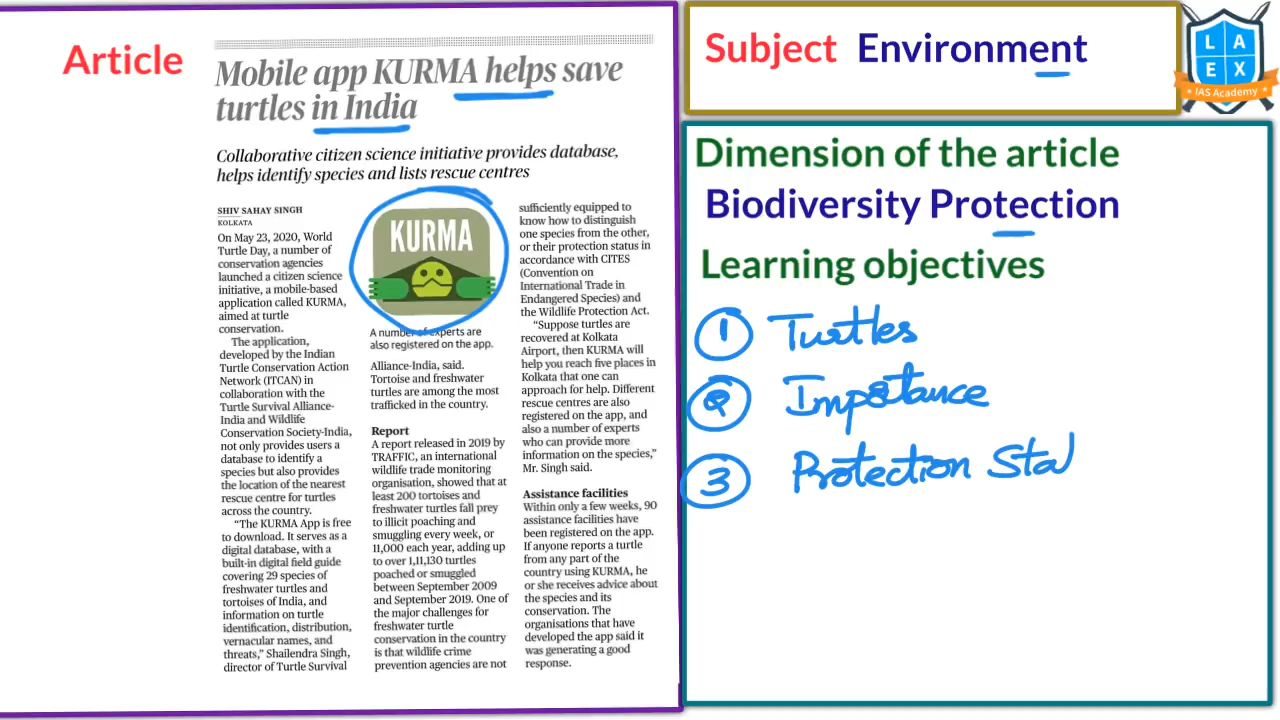 Article
Mobile app KURMA helps save
turtles in India
Collaborative citizen science initiative provides database,
helps identify species and lists rescue centres
SHIV SAHAY SINGH
KOLKATA
On May 23, 2020, World
Turtle Day, a number of
conservation agencies
launched a citizen science
initiative, a mobile-based
application called KURMA,
aimed at turtle
conservation.
The application,
developed by the Indian
Turtle Conservation Action
Network (ITCAN) in
collaboration with the
Turtle Survival Alliance-
India and Wildlife
Conservation Society-India,
not only provides users a
database to identify a
species but also provides
the location of the nearest
rescue centre for turtles
across the country.
“The KURMA App is free
to download. It serves as a
digital database, with a
built-in digital field guide
covering 29 species of
freshwater turtles and
tortoises of India, and
information on turtle
identification, distribution,
vernacular names, and
threats,” Shailendra Singh,
director of Turtle Survival
KURMA
A number of experts are
also registered on the app.
Alliance-India, said.
Tortoise and freshwater
turtles are among the most
trafficked in the country.
Report
A report released in 2019 by
TRAFFIC, an international
wildlife trade monitoring
organisation, showed that at
least 200 tortoises and
freshwater turtles fall prey
to illicit poaching and
smuggling every week, or
11,000 each year, adding up
to over 1,11,130 turtles
poached or smuggled
between September 2009
and September 2019. One of
the major challenges for
freshwater turtle
conservation in the country
is that wildlife crime
prevention agencies are not
sufficiently equipped to
know how to distinguish
one species from the other,
or their protection status in
accordance with CITES
(Convention on
International Trade in
Endangered Species) and
the Wildlife Protection Act.
“Suppose turtles are
recovered at Kolkata
Airport, then KURMA will
help you reach five places in
Kolkata that one can
approach for help. Different
rescue centres are also
registered on the app, and
also a number of experts
who can provide more
information on the species,”
Mr. Singh said.
Assistance facilities
Within only a few weeks, 90
assistance facilities have
been registered on the app.
If anyone reports a turtle
from any part of the
country using KURMA, he
or she receives advice about
the species and its
conservation. The
organisations that have
developed the app said it
was generating a good
response.
Subject Environment
L A
E X
IAS Academy
Dimension of the article
Biodiversity Protection
Learning objectives
1 Turtles
2 Importance
3 Protection Sta